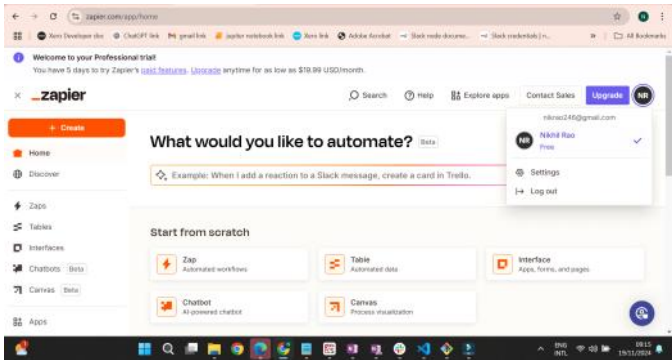 zapier.com/app/home
Xero Developer site
ChatGPT link
gmail link
jupiter notebook link
Xero link
Adobe Acrobat
Slack node docume...
Slack credentials | n...
All Bookmarks
Welcome to your Professional trial!
You have 5 days to try Zapier's paid features. Upgrade anytime for as low as $19.99 USD/month.
_zapier
Search
Help
Explore apps
Contact Sales
Upgrade
NR
nikrao246@gmail.com
NR
Nikhil Rao
Free
Settings
Log out
+ Create
Home
Discover
Zaps
Tables
Interfaces
Chatbots Beta
Canvas Beta
Apps
What would you like to automate? Beta
Example: When I add a reaction to a Slack message, create a card in Trello.
Start from scratch
Zap
Automated workflows
Table
Automated data
Interface
Apps, forms, and pages
Chatbot
AI-powered chatbot
Canvas
Process visualization
ENG
INTL
09:15
19/11/2024